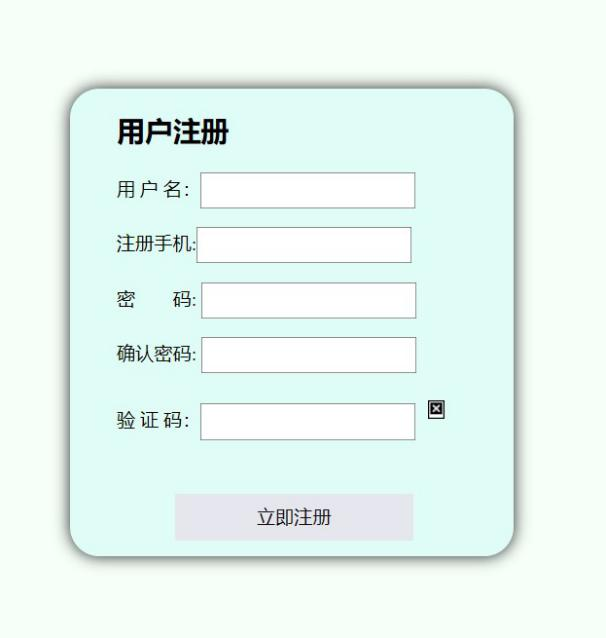 用户注册
用 户 名：
注册手机:
密　　码:
确认密码:
验 证 码：
立即注册